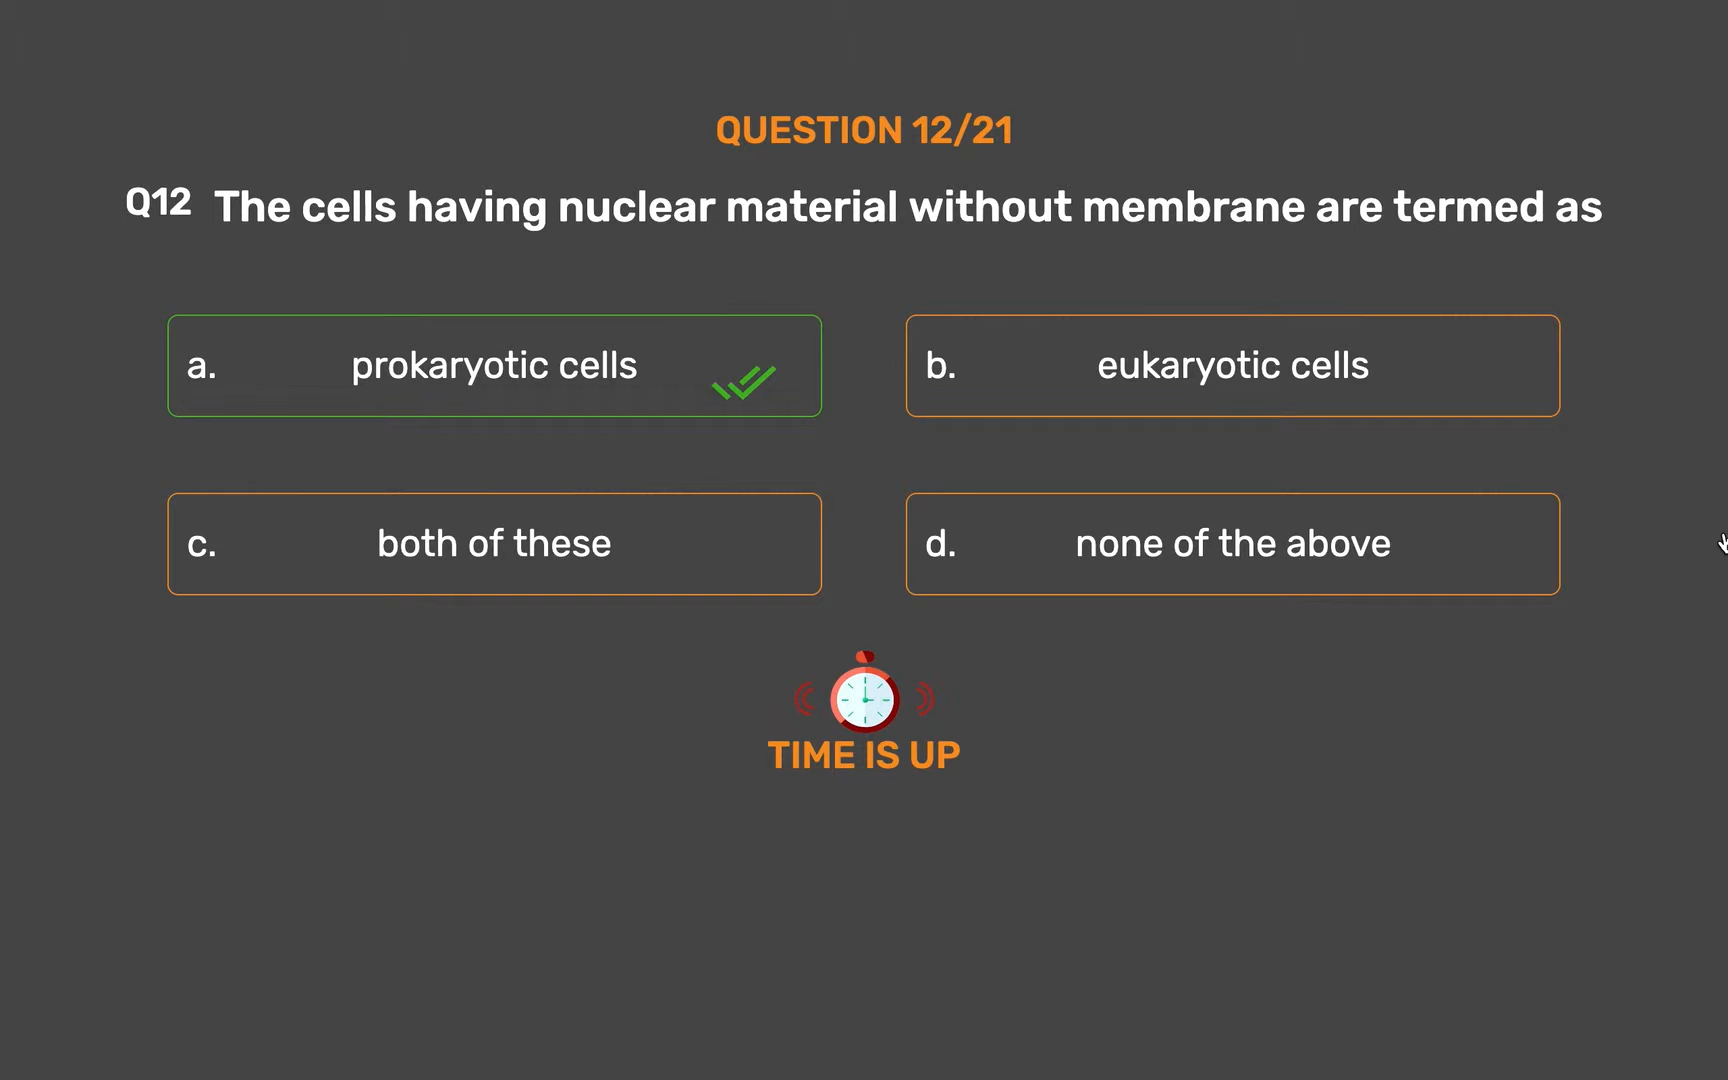 QUESTION 12/21
Q12 The cells having nuclear material without membrane are termed as
a. prokaryotic cells
b. eukaryotic cells
c. both of these
d. none of the above
TIME IS UP